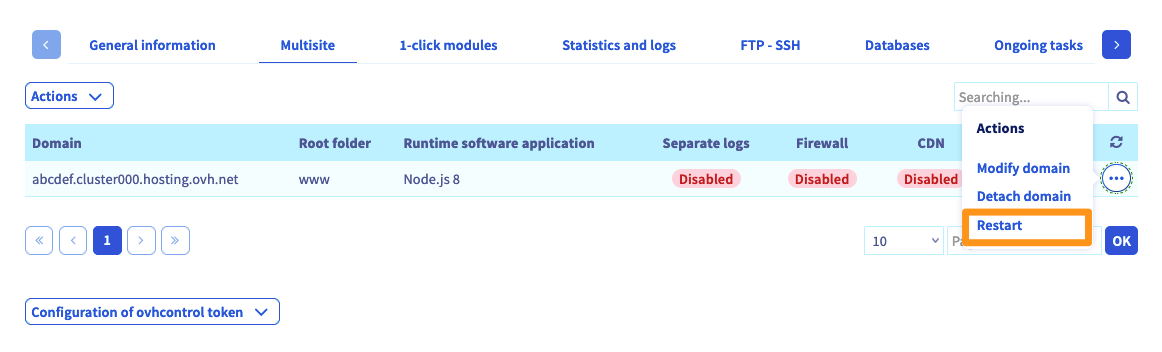 General information Multisite 1-click modules Statistics and logs FTP - SSH Databases Ongoing tasks
Actions
Searching...
Domain Root folder Runtime software application Separate logs Firewall CDN
abcdef.cluster000.hosting.ovh.net www Node.js 8 Disabled Disabled Disabled
Actions
Modify domain
Detach domain
Restart
1
10
OK
Configuration of ovhcontrol token